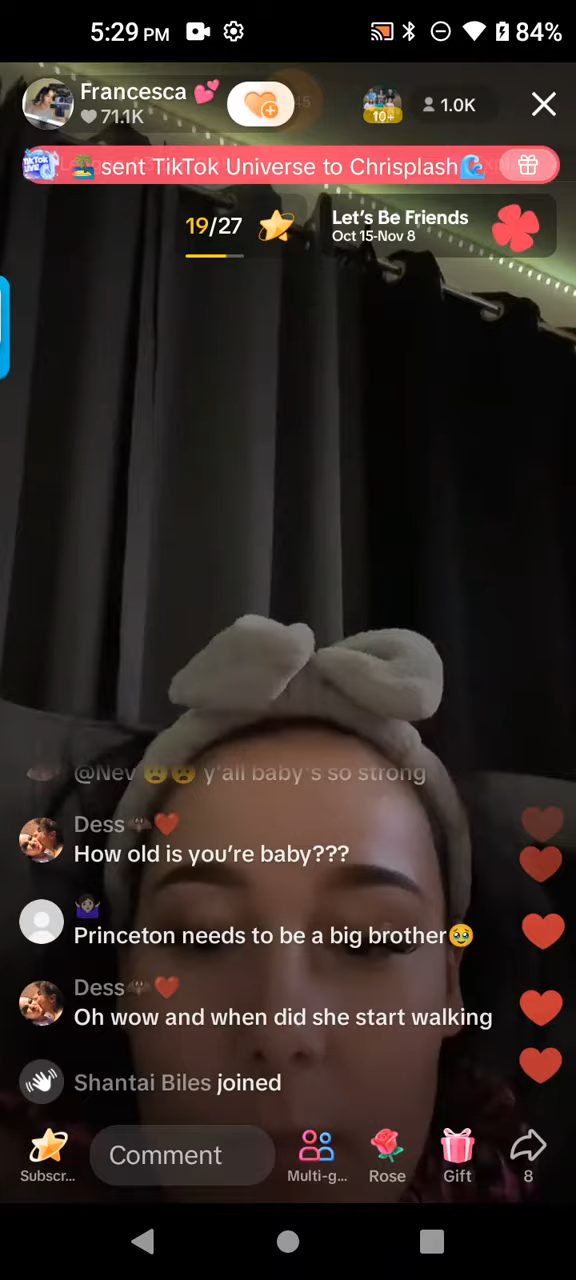 5:29 PM
84%
Francesca 💕
71.1K
10+
1.0K
TikTok LIVE
🏝️ sent TikTok Universe to Chrisplash🌊
19/27
Let's Be Friends
Oct 15-Nov 8
@Nev 😮😮 y'all baby's so strong
Dess🦇❤️
How old is you're baby???
🤷🏽‍♀️
Princeton needs to be a big brother🥹
Dess🦇❤️
Oh wow and when did she start walking
Shantai Biles joined
Comment
Subscr...
Multi-g...
Rose
Gift
8